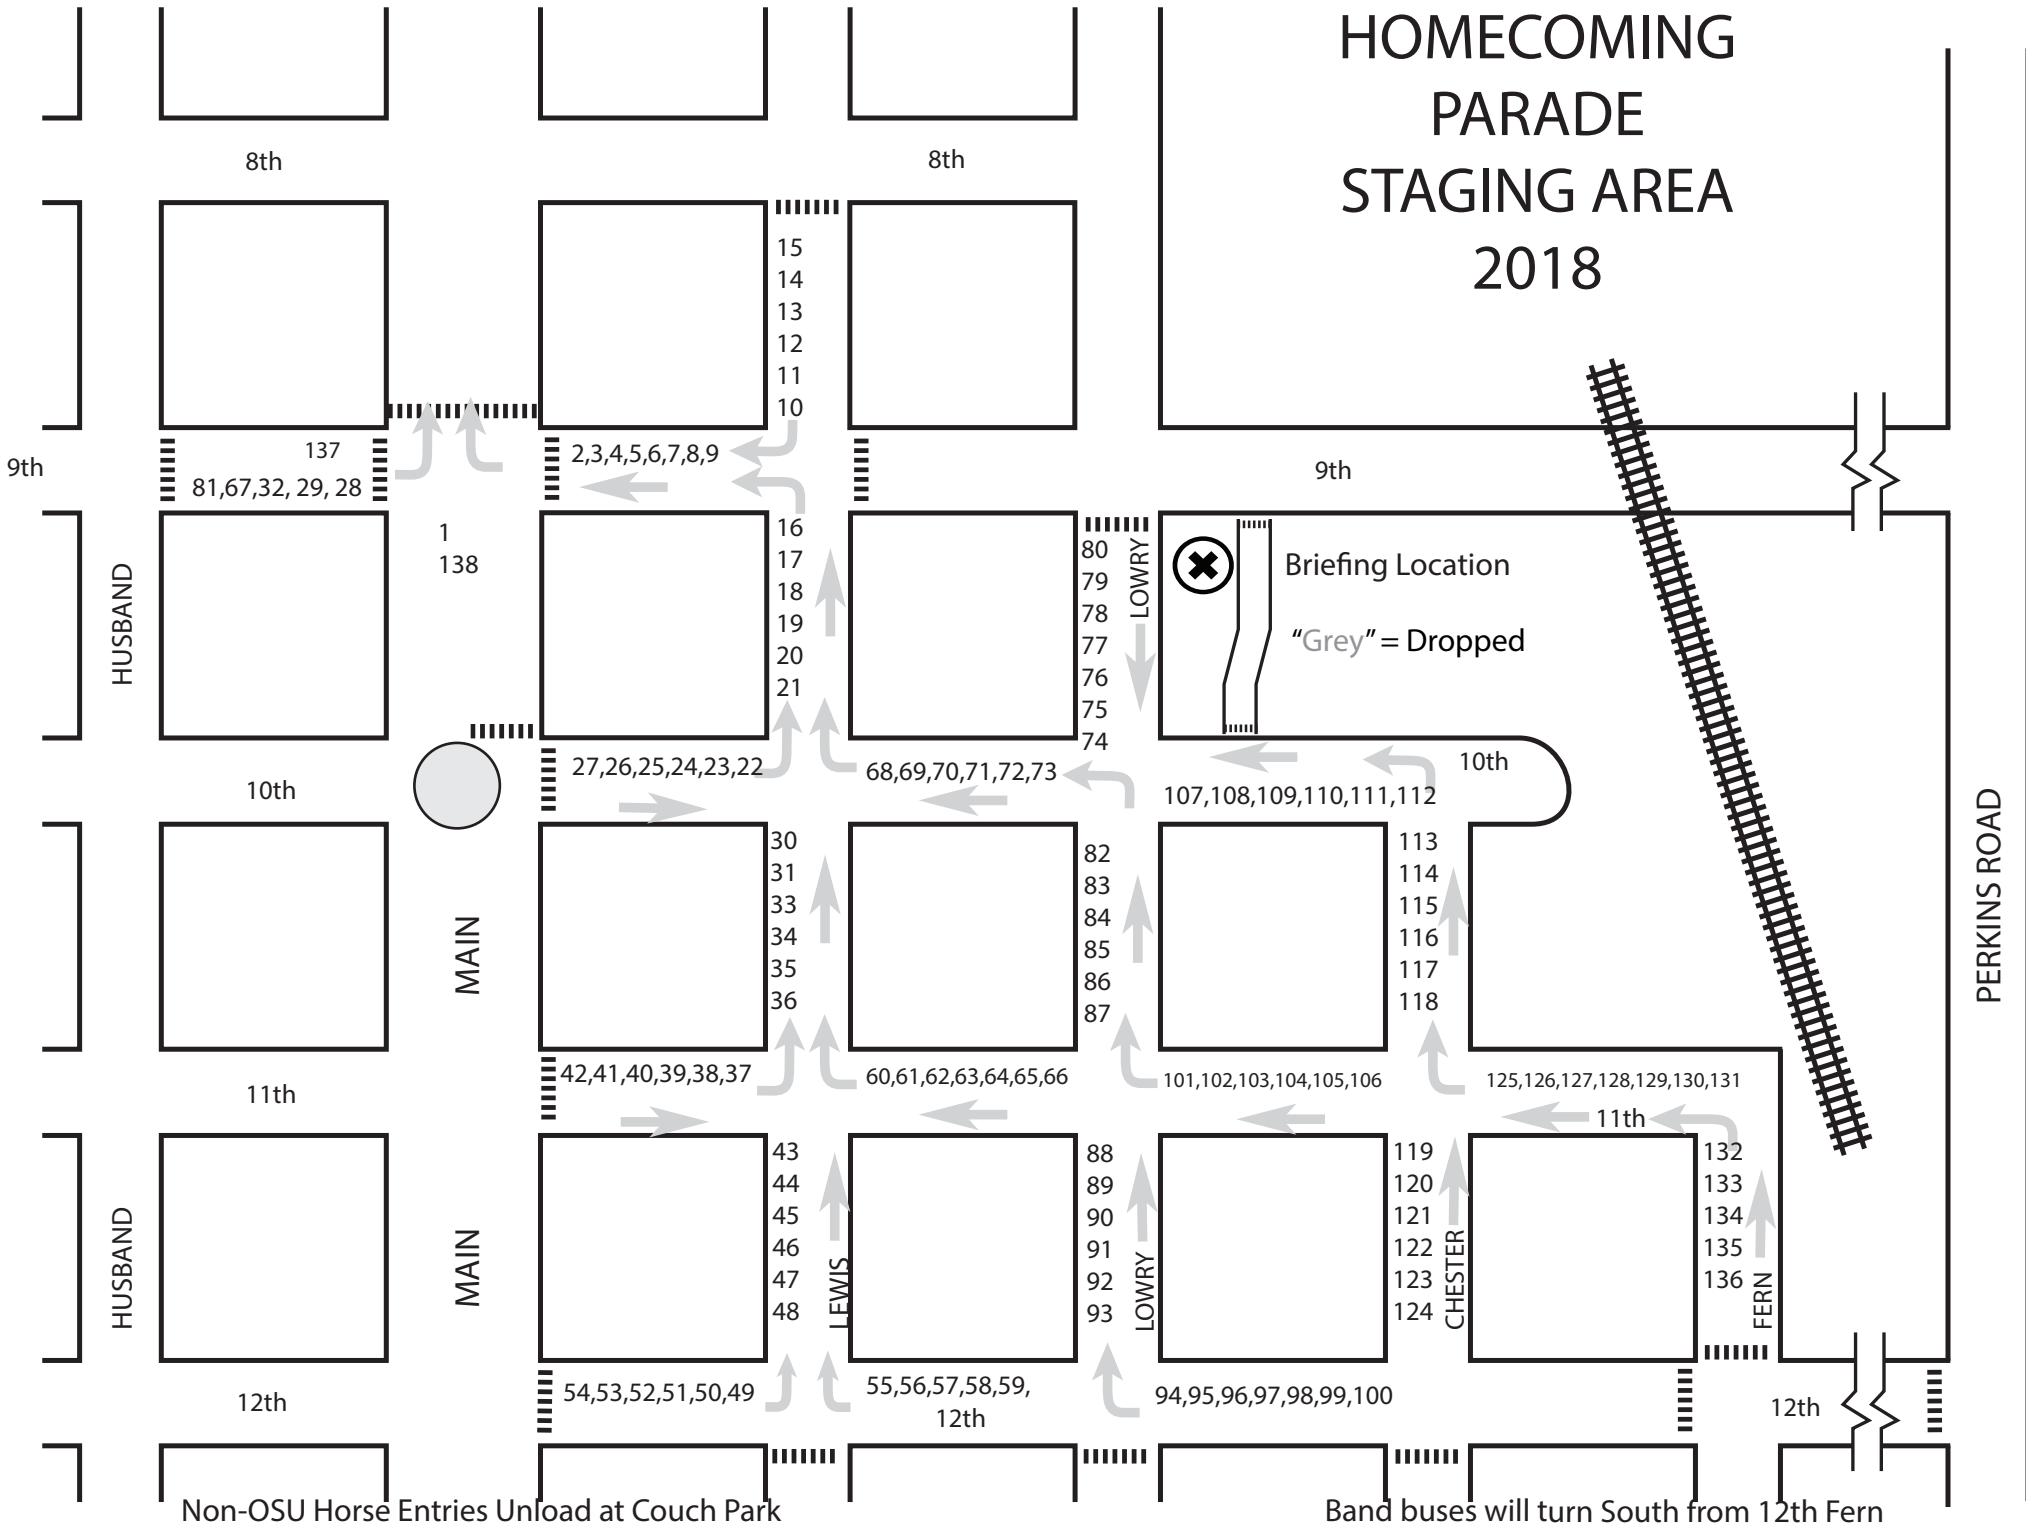 HOMECOMING
PARADE
STAGING AREA
2018
8th
8th
15
14
13
12
11
10
9th
137
81,67,32, 29, 28
2,3,4,5,6,7,8,9
9th
1
138
16
17
18
19
20
21
80
79
78
77
76
75
74
LOWRY
Briefing Location
“Grey” = Dropped
HUSBAND
10th
27,26,25,24,23,22
68,69,70,71,72,73
107,108,109,110,111,112
10th
PERKINS ROAD
MAIN
30
31
33
34
35
36
82
83
84
85
86
87
113
114
115
116
117
118
11th
42,41,40,39,38,37
60,61,62,63,64,65,66
101,102,103,104,105,106
125,126,127,128,129,130,131
11th
HUSBAND
MAIN
43
44
45
46
47
48
LEWIS
88
89
90
91
92
93
LOWRY
119
120
121
122
123
124
CHESTER
132
133
134
135
136
FERN
12th
54,53,52,51,50,49
55,56,57,58,59,
12th
94,95,96,97,98,99,100
12th
Non-OSU Horse Entries Unload at Couch Park
Band buses will turn South from 12th Fern